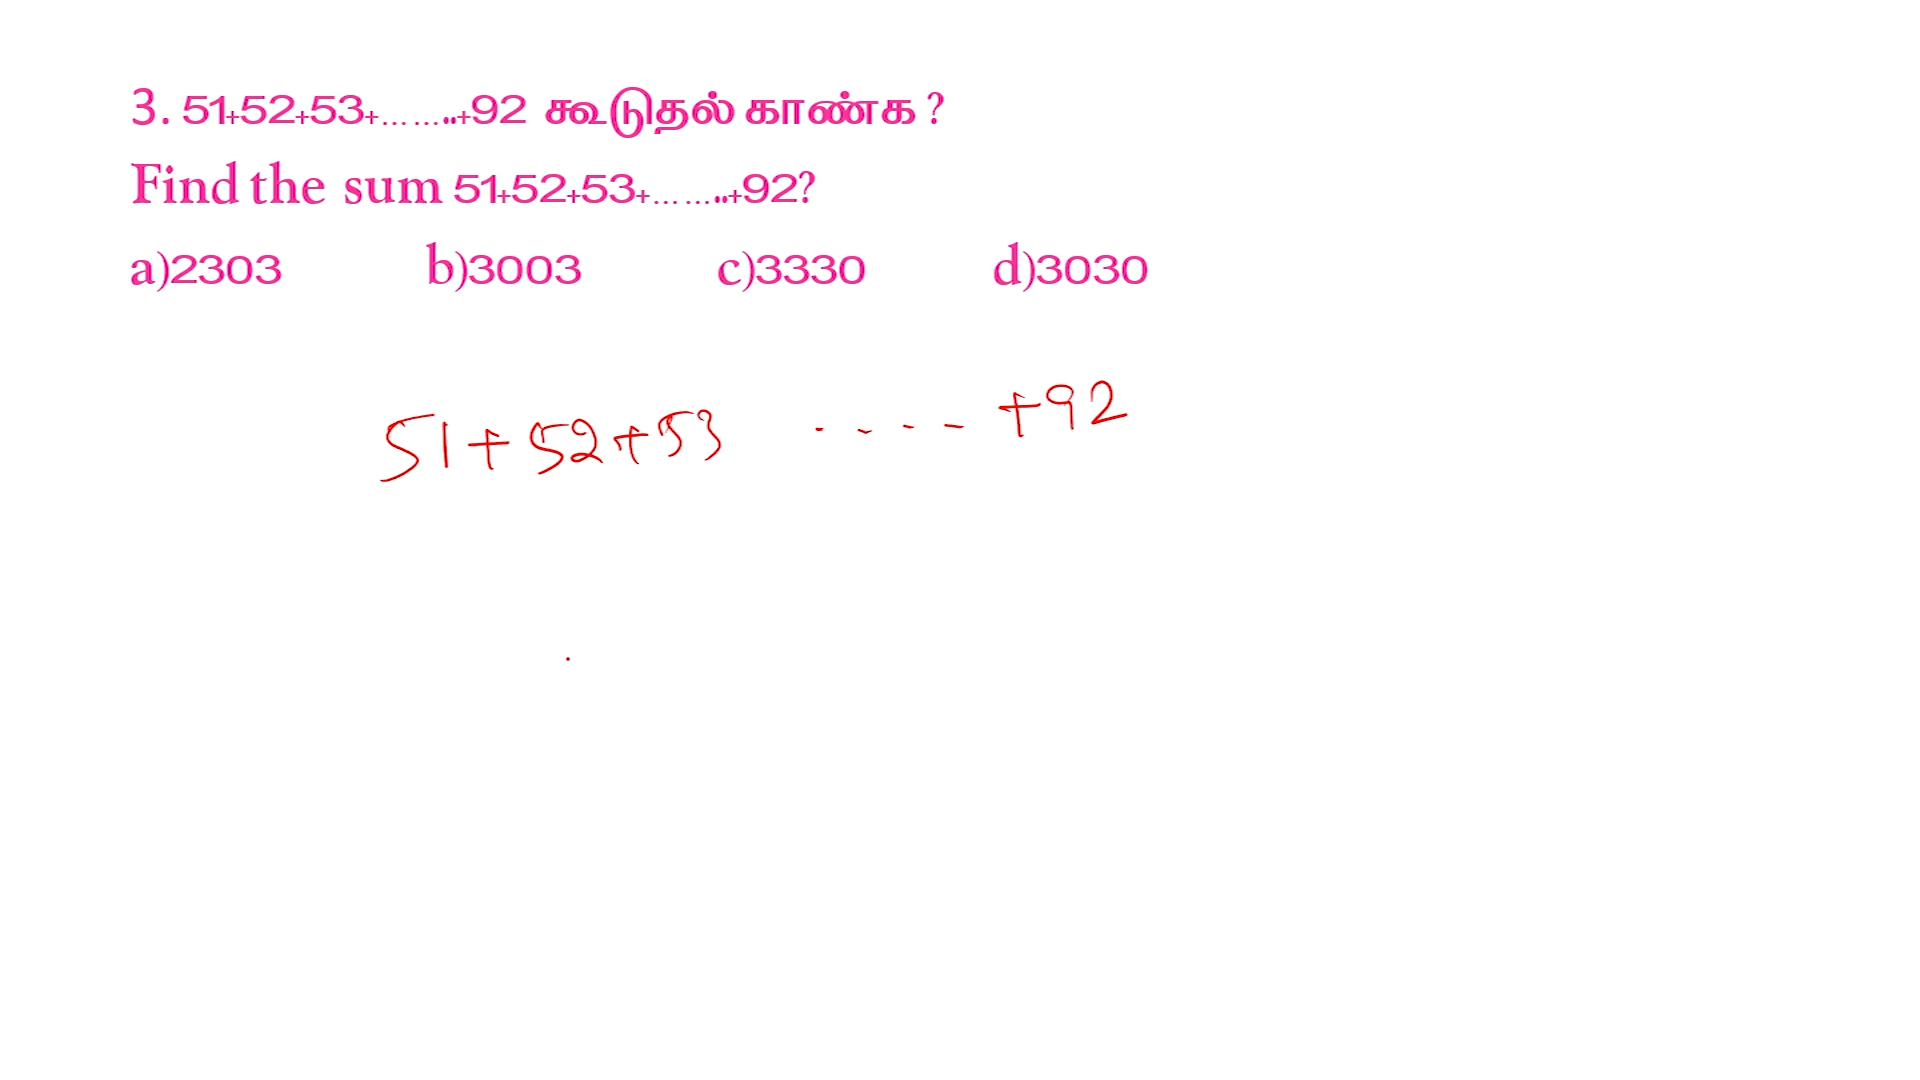 3. 51+52+53+........+92 கூடுதல் காண்க ?
Find the sum 51+52+53+........+92?
a)2303 b)3003 c)3330 d)3030
51+52+53 ---- +92